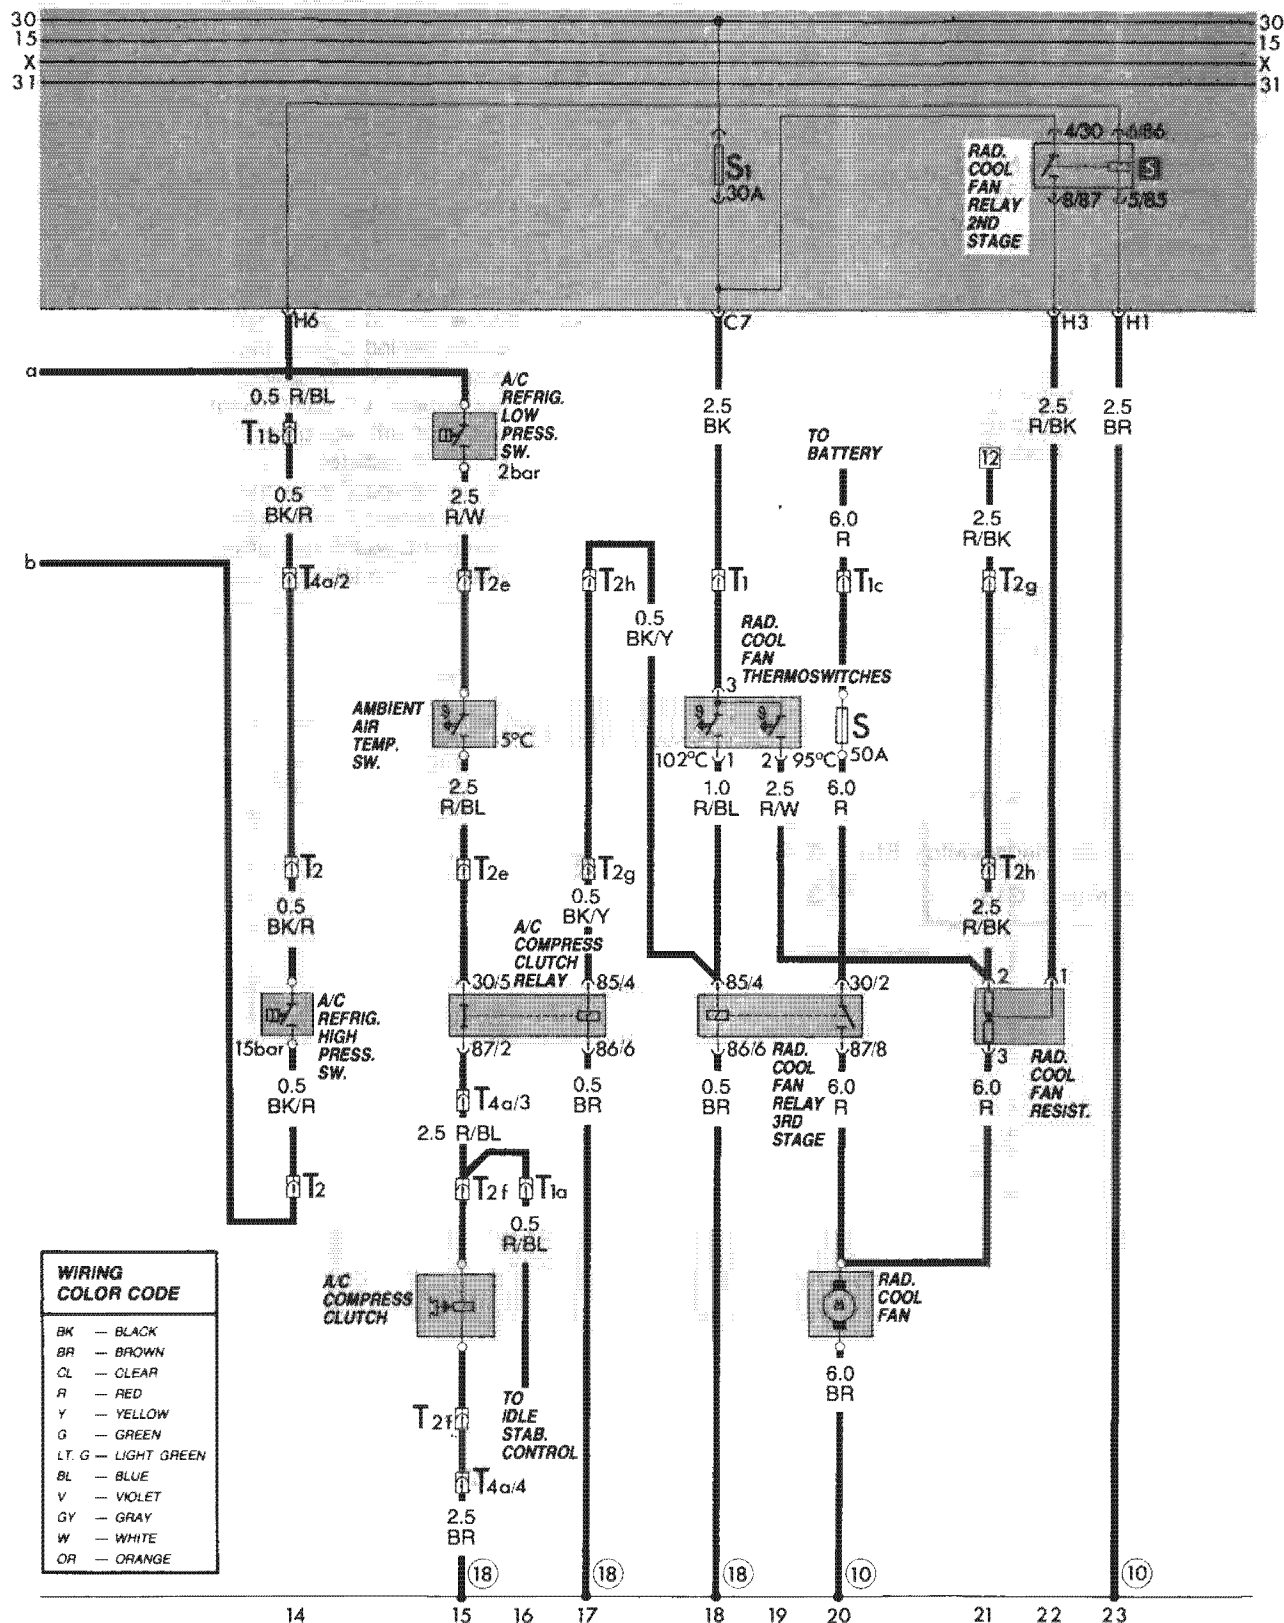 30
30
15
15
X
X
31
31
4/30
6/86
RAD.
COOL
FAN
RELAY
2ND
STAGE
S
S1
30A
8/87
5/85
H6
C7
H3
H1
a
0.5 R/BL
A/C
REFRIG.
LOW
PRESS.
SW.
2.5
BK
2.5
R/BK
2.5
BR
T1b
TO
BATTERY
2bar
12
0.5
BK/R
2.5
R/W
6.0
R
2.5
R/BK
b
T4a/2
T2e
T2h
T1
T1c
T2g
0.5
BK/Y
RAD.
COOL
FAN
THERMOSWITCHES
3
AMBIENT
AIR
TEMP.
SW.
5°C
S
50A
102°C
1
2
95°C
2.5
R/BL
1.0
R/BL
2.5
R/W
6.0
R
T2
T2e
T2g
T2h
0.5
BK/R
0.5
BK/Y
2.5
R/BK
A/C
COMPRESS
CLUTCH
RELAY
30/5
85/4
85/4
30/2
2
1
A/C
REFRIG.
HIGH
PRESS.
SW.
15bar
87/2
86/6
86/6
87/8
3
RAD.
COOL
FAN
RELAY
3RD
STAGE
RAD.
COOL
FAN
RESIST.
0.5
BK/R
0.5
BR
0.5
BR
6.0
R
6.0
R
T4a/3
2.5 R/BL
T2
T2f
T1a
0.5
R/BL
A/C
COMPRESS
CLUTCH
M
RAD.
COOL
FAN
6.0
BR
TO
IDLE
STAB.
CONTROL
T2f
T4a/4
2.5
BR
WIRING
COLOR CODE
BK — BLACK
BR — BROWN
CL — CLEAR
R — RED
Y — YELLOW
G — GREEN
LT. G — LIGHT GREEN
BL — BLUE
V — VIOLET
GY — GRAY
W — WHITE
OR — ORANGE
18
18
18
10
10
14
15
16
17
18
19
20
21
22
23